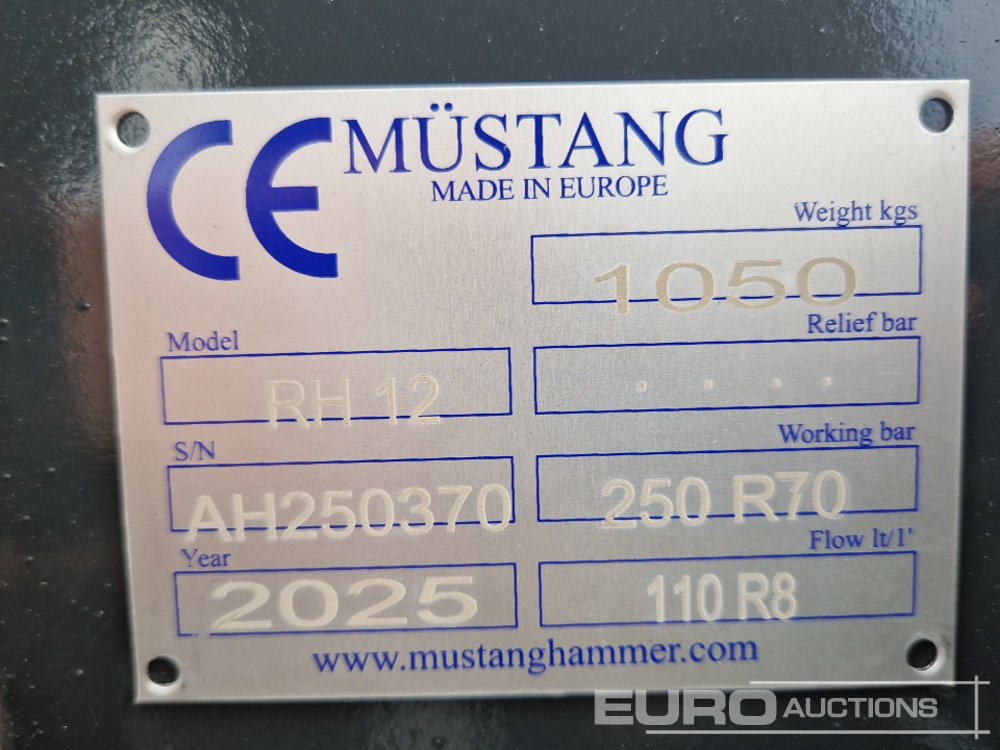 CE MÜSTANG
MADE IN EUROPE
Weight kgs
1050
Relief bar
. . . .
Model
RH 12
Working bar
250 R70
S/N
AH250370
Flow lt/1'
110 R8
Year
2025
www.mustanghammer.com
EURO AUCTIONS